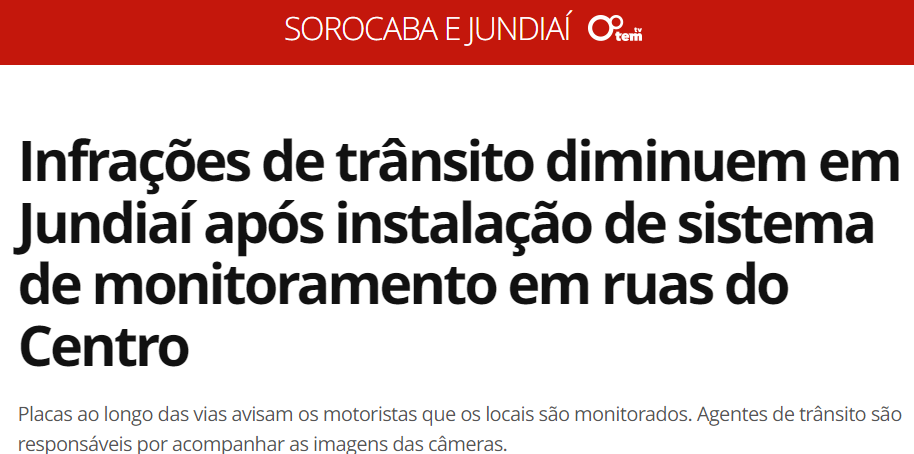 SOROCABA E JUNDIAÍ tv tem
Infrações de trânsito diminuem em
Jundiaí após instalação de sistema
de monitoramento em ruas do
Centro
Placas ao longo das vias avisam os motoristas que os locais são monitorados. Agentes de trânsito são
responsáveis por acompanhar as imagens das câmeras.